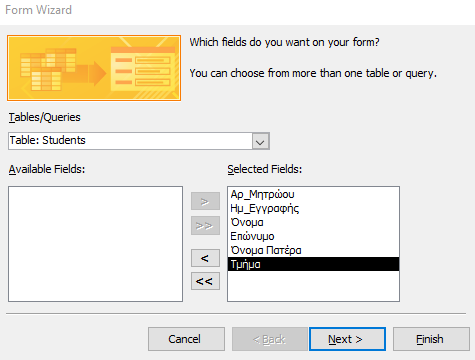 Form Wizard
Which fields do you want on your form?
You can choose from more than one table or query.
Tables/Queries
Table: Students
Available Fields:
Selected Fields:
Αρ_Μητρώου
Ημ_Εγγραφής
Όνομα
Επώνυμο
Όνομα Πατέρα
Τμήμα
>
>>
<
<<
Cancel
< Back
Next >
Finish